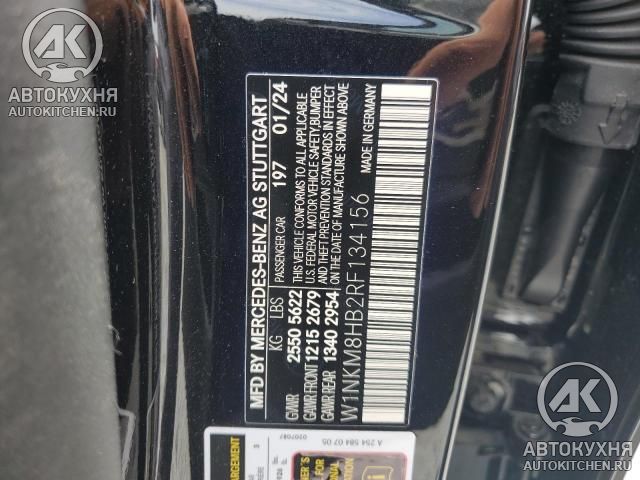 MFD BY MERCEDES-BENZ AG STUTTGART
KG LBS PASSENGER CAR 197 01/24
GVWR 2550 5622 THIS VEHICLE CONFORMS TO ALL APPLICABLE
GAWR FRONT 1215 2679 U.S. FEDERAL MOTOR VEHICLE SAFETY,BUMPER
GAWR REAR 1340 2954 AND THEFT PREVENTION STANDARDS IN EFFECT
ON THE DATE OF MANUFACTURE SHOWN ABOVE
W1NKM8HB2RF134156 MADE IN GERMANY
A 254 584 07 05
AK
АВТОКУХНЯ
AUTOKITCHEN.RU
AK
АВТОКУХНЯ
AUTOKITCHEN.RU